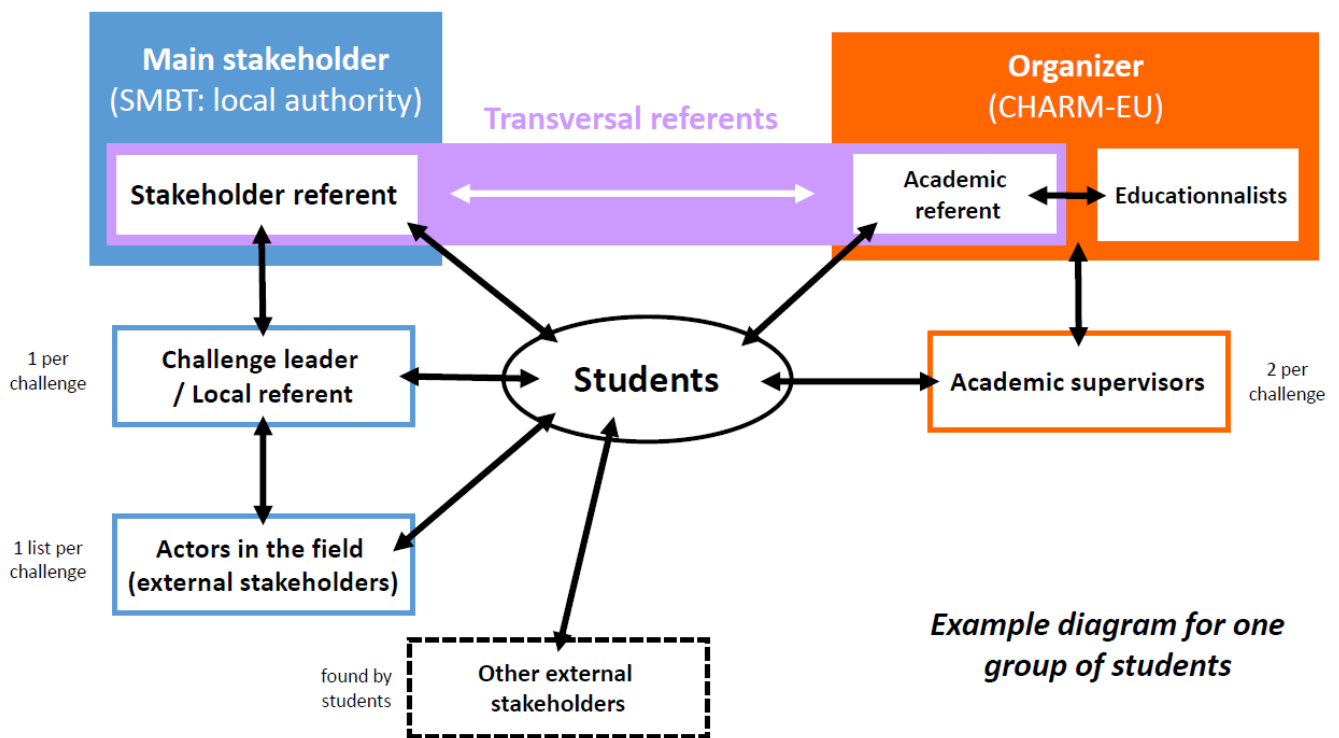 Main stakeholder
(SMBT: local authority)
Organizer
(CHARM-EU)
Transversal referents
Stakeholder referent
Academic
referent
Educationnalists
1 per
challenge
Challenge leader
/ Local referent
Students
Academic supervisors
2 per
challenge
1 list per
challenge
Actors in the field
(external stakeholders)
found by
students
Other external
stakeholders
Example diagram for one
group of students